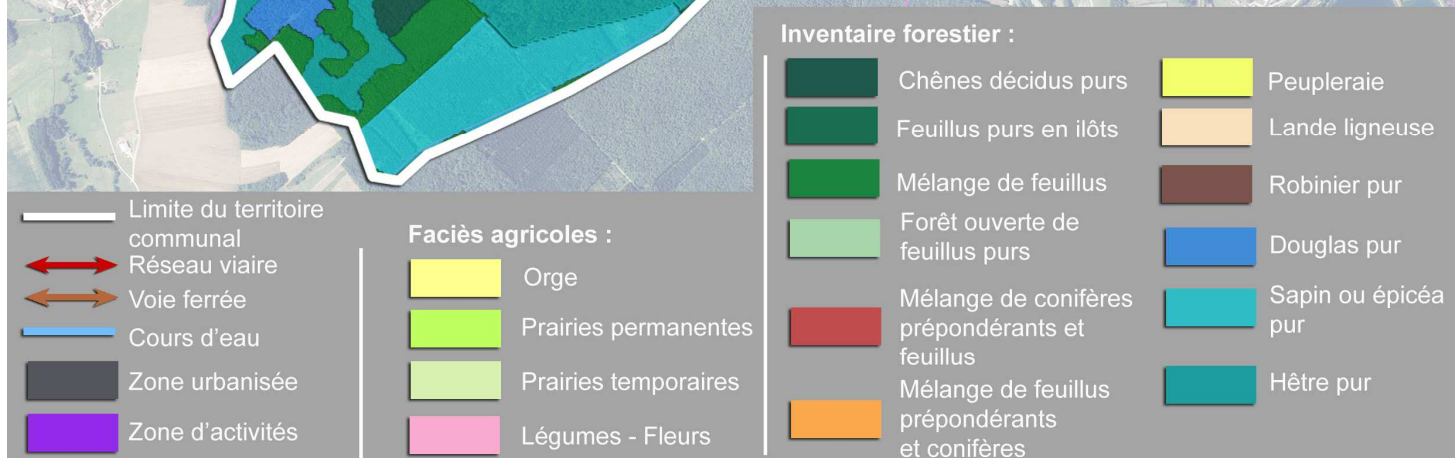 Limite du territoire
communal
Réseau viaire
Voie ferrée
Cours d'eau
Zone urbanisée
Zone d'activités
Faciès agricoles :
Orge
Prairies permanentes
Prairies temporaires
Légumes - Fleurs
Inventaire forestier :
Chênes décidus purs
Feuillus purs en ilôts
Mélange de feuillus
Forêt ouverte de
feuillus purs
Mélange de conifères
prépondérants et
feuillus
Mélange de feuillus
prépondérants
et conifères
Peupleraie
Lande ligneuse
Robinier pur
Douglas pur
Sapin ou épicéa
pur
Hêtre pur